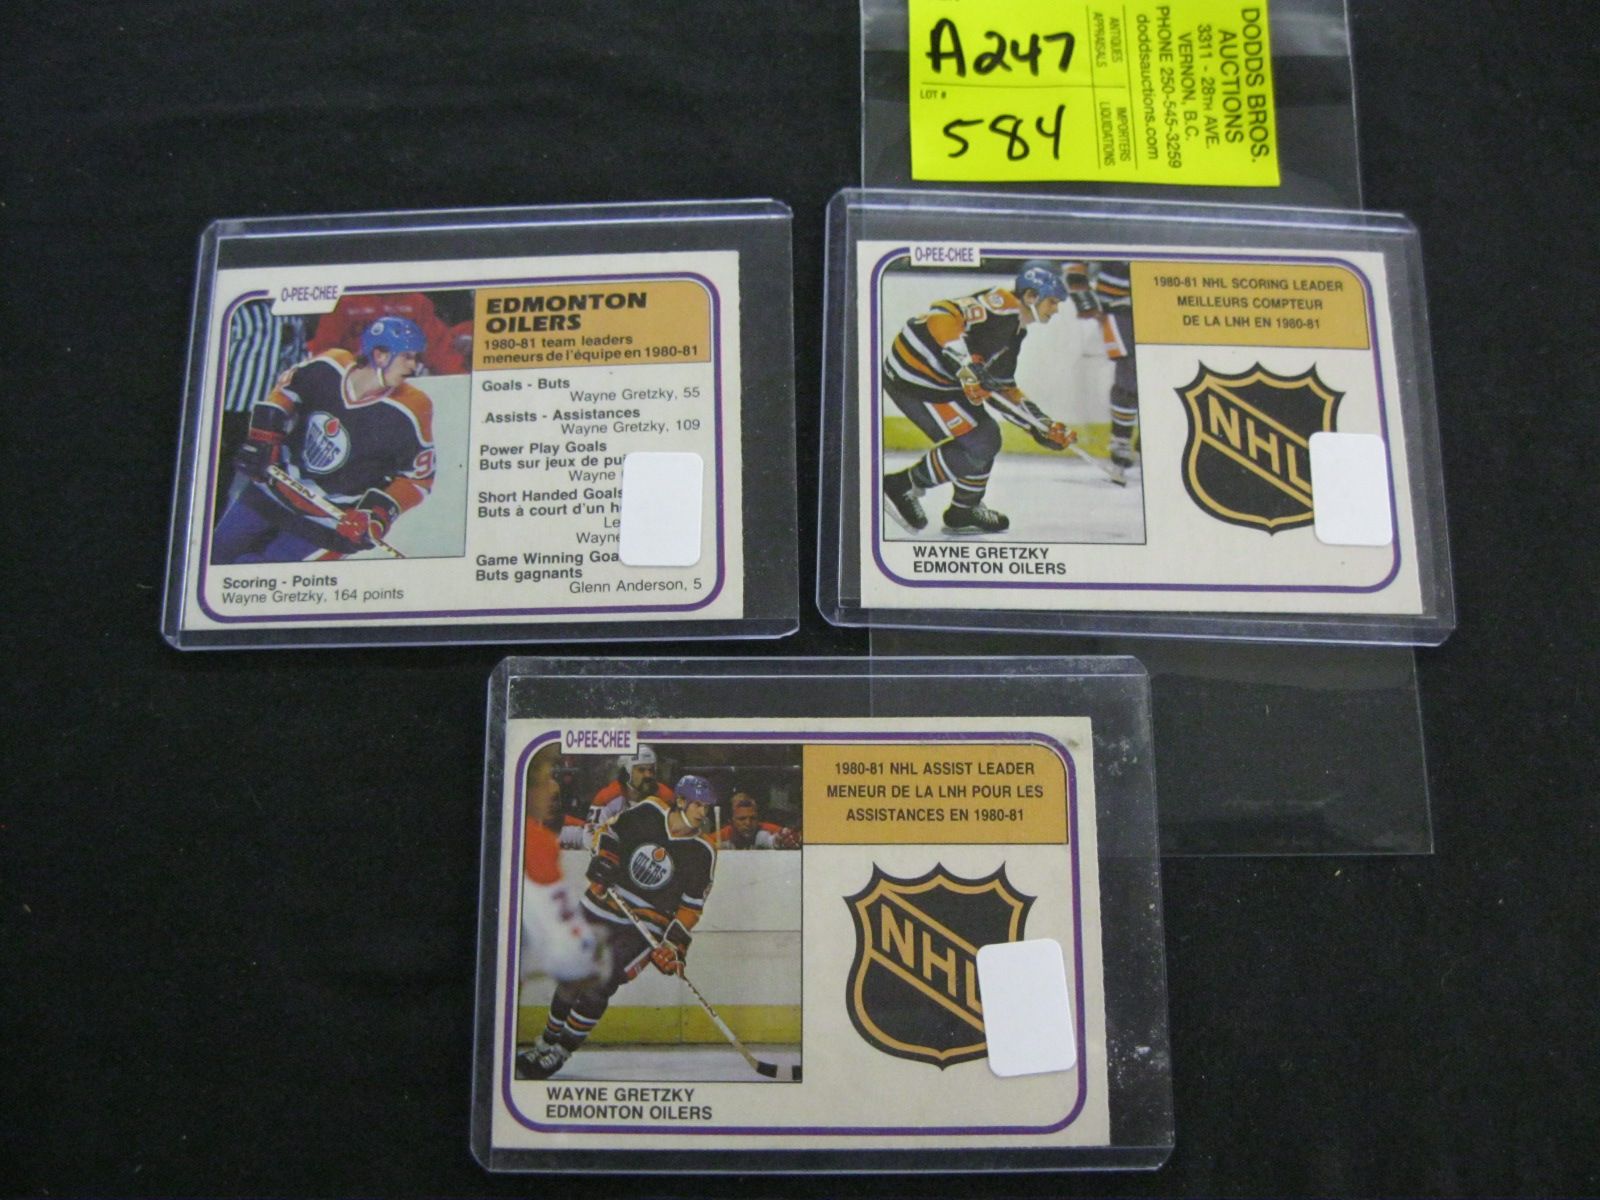 A247
LOT #
584
ANTIQUES
APPRAISALS
IMPORTERS
LIQUIDATIONS
DODDS BROS.
AUCTIONS
3311 - 28TH AVE.
VERNON, B.C.
PHONE 250-545-3259
doddsauctions.com
O-PEE-CHEE
EDMONTON
OILERS
1980-81 team leaders
meneurs de l'équipe en 1980-81
Goals - Buts
Wayne Gretzky, 55
Assists - Assistances
Wayne Gretzky, 109
Power Play Goals
Buts sur jeux de
Wayne
Short Handed Goals
Buts à court d'un
Wayne
Game Winning
Buts gagnants
Glenn Anderson, 5
Scoring - Points
Wayne Gretzky, 164 points
OILERS
9
O-PEE-CHEE
1980-81 NHL SCORING LEADER
MEILLEURS COMPTEUR
DE LA LNH EN 1980-81
NHL
WAYNE GRETZKY
EDMONTON OILERS
O-PEE-CHEE
1980-81 NHL ASSIST LEADER
MENEUR DE LA LNH POUR LES
ASSISTANCES EN 1980-81
OILERS
NHL
WAYNE GRETZKY
EDMONTON OILERS